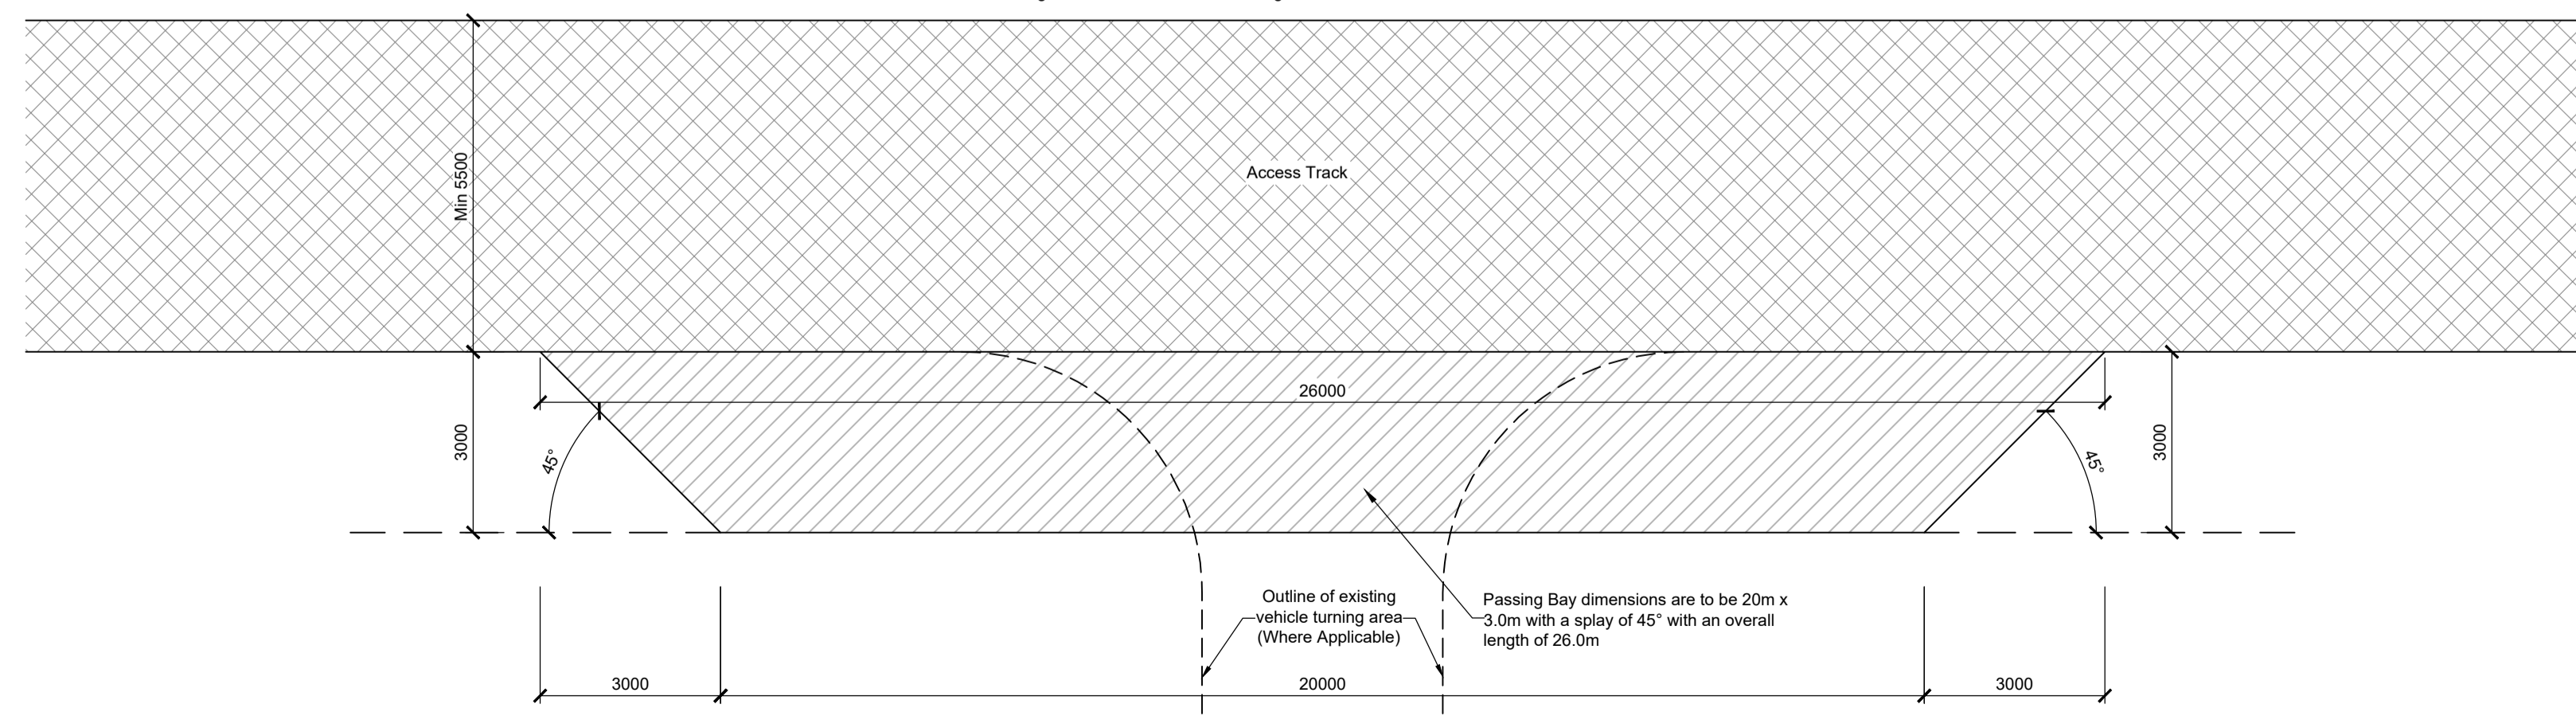 Min 5500
Access Track
26000
3000
45°
45°
3000
Outline of existing
vehicle turning area
(Where Applicable)
Passing Bay dimensions are to be 20m x
3.0m with a splay of 45° with an overall
length of 26.0m
3000
20000
3000